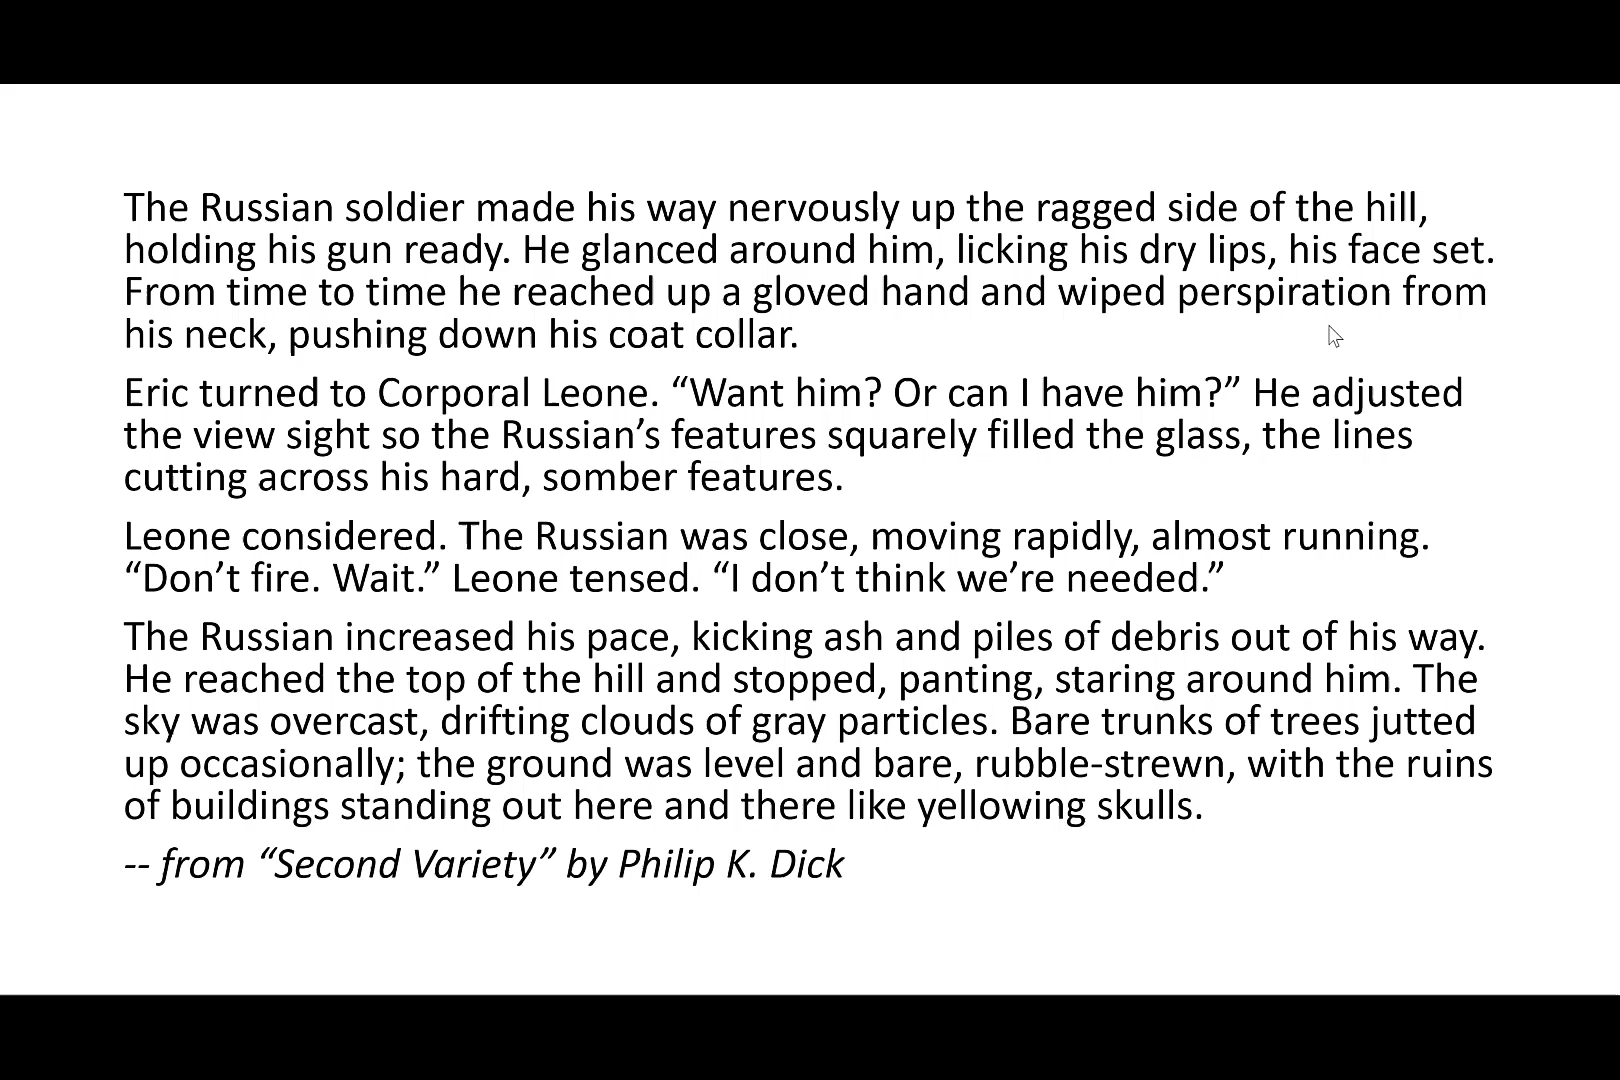 The Russian soldier made his way nervously up the ragged side of the hill,
holding his gun ready. He glanced around him, licking his dry lips, his face set.
From time to time he reached up a gloved hand and wiped perspiration from
his neck, pushing down his coat collar.
Eric turned to Corporal Leone. “Want him? Or can I have him?” He adjusted
the view sight so the Russian’s features squarely filled the glass, the lines
cutting across his hard, somber features.
Leone considered. The Russian was close, moving rapidly, almost running.
“Don’t fire. Wait.” Leone tensed. “I don’t think we’re needed.”
The Russian increased his pace, kicking ash and piles of debris out of his way.
He reached the top of the hill and stopped, panting, staring around him. The
sky was overcast, drifting clouds of gray particles. Bare trunks of trees jutted
up occasionally; the ground was level and bare, rubble-strewn, with the ruins
of buildings standing out here and there like yellowing skulls.
-- from “Second Variety” by Philip K. Dick